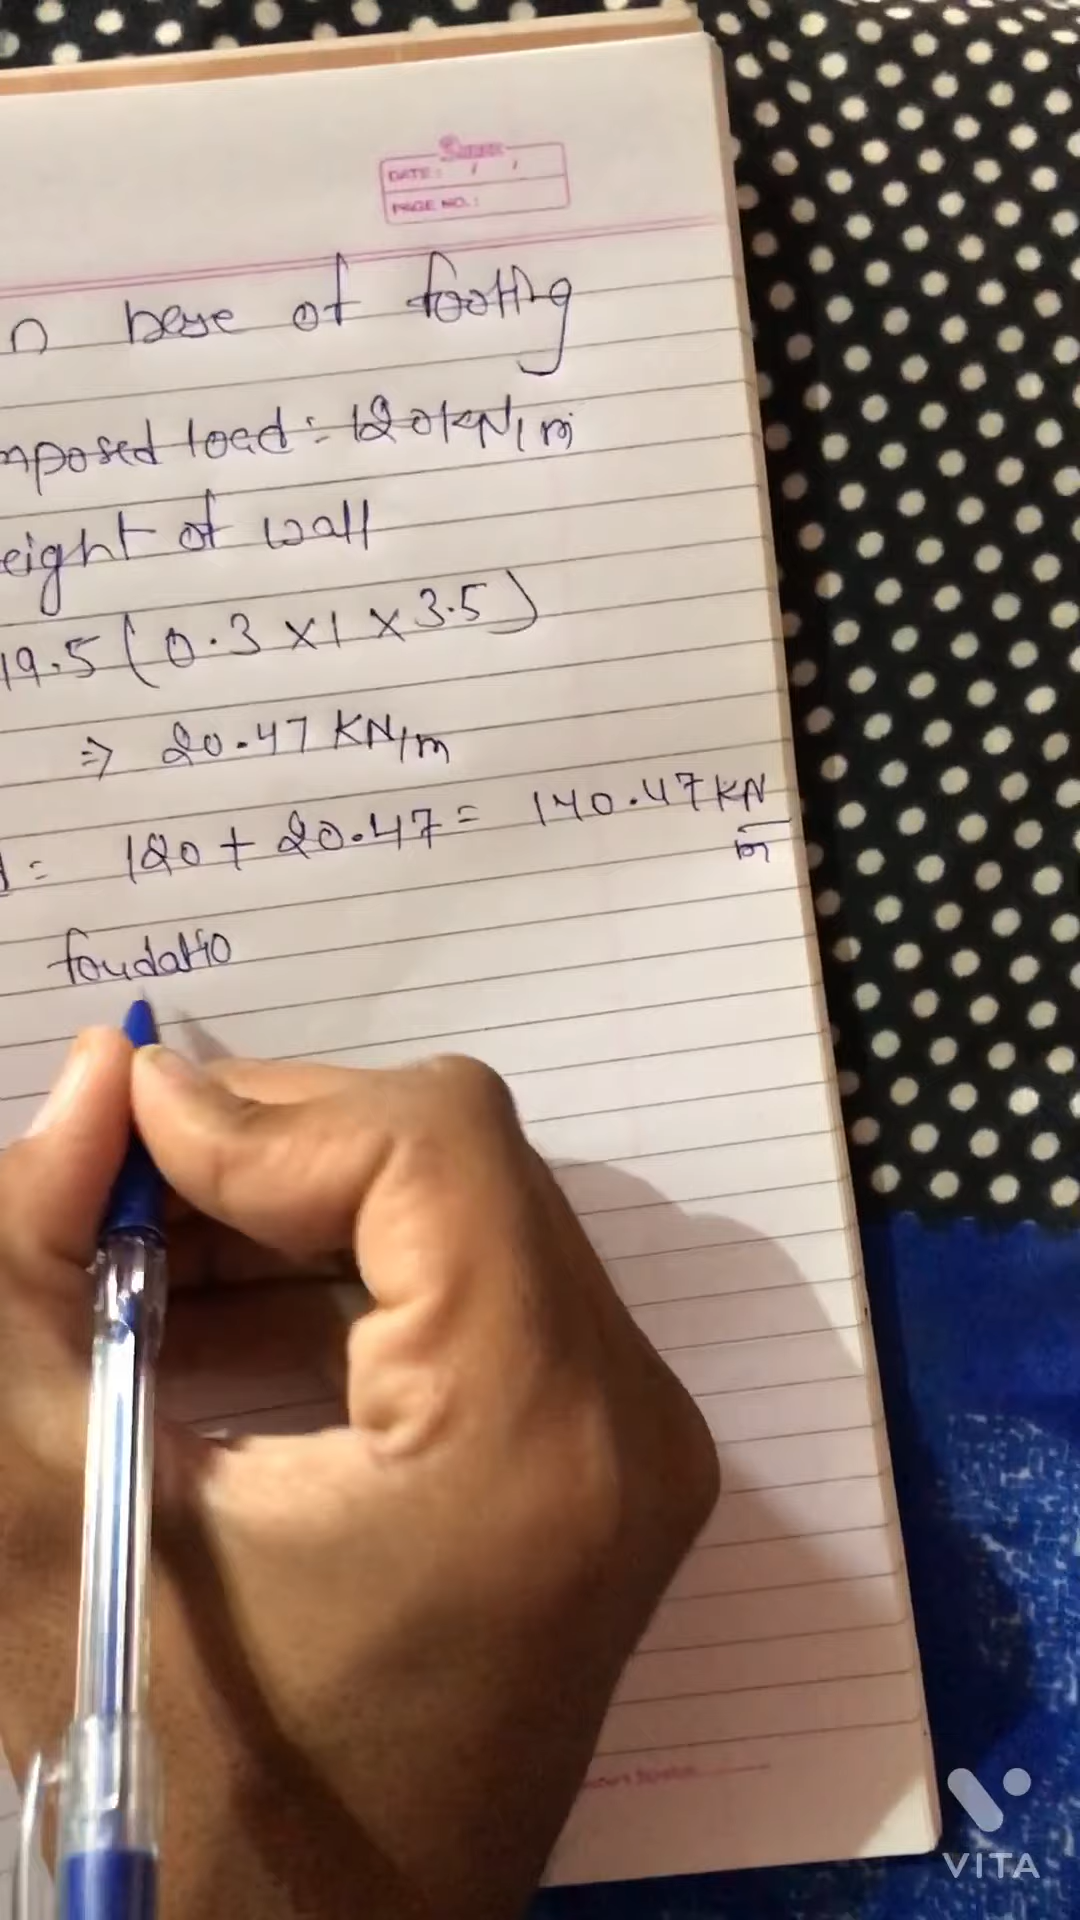 Super
DATE: / /
PAGE NO.:
n base of footing
mposed load = 120 KN/m
eight of wall
19.5 (0.3 x 1 x 3.5)
⇒ 20.47 KN/m
d = 120 + 20.47 = 140.47 KN/m
foudatio
VITA